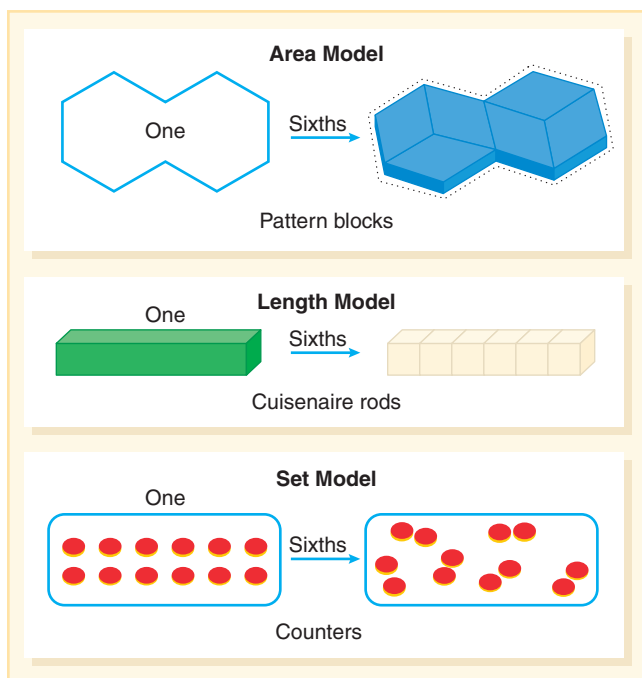 Area Model
One
Sixths
Pattern blocks
Length Model
One
Sixths
Cuisenaire rods
Set Model
One
Sixths
Counters